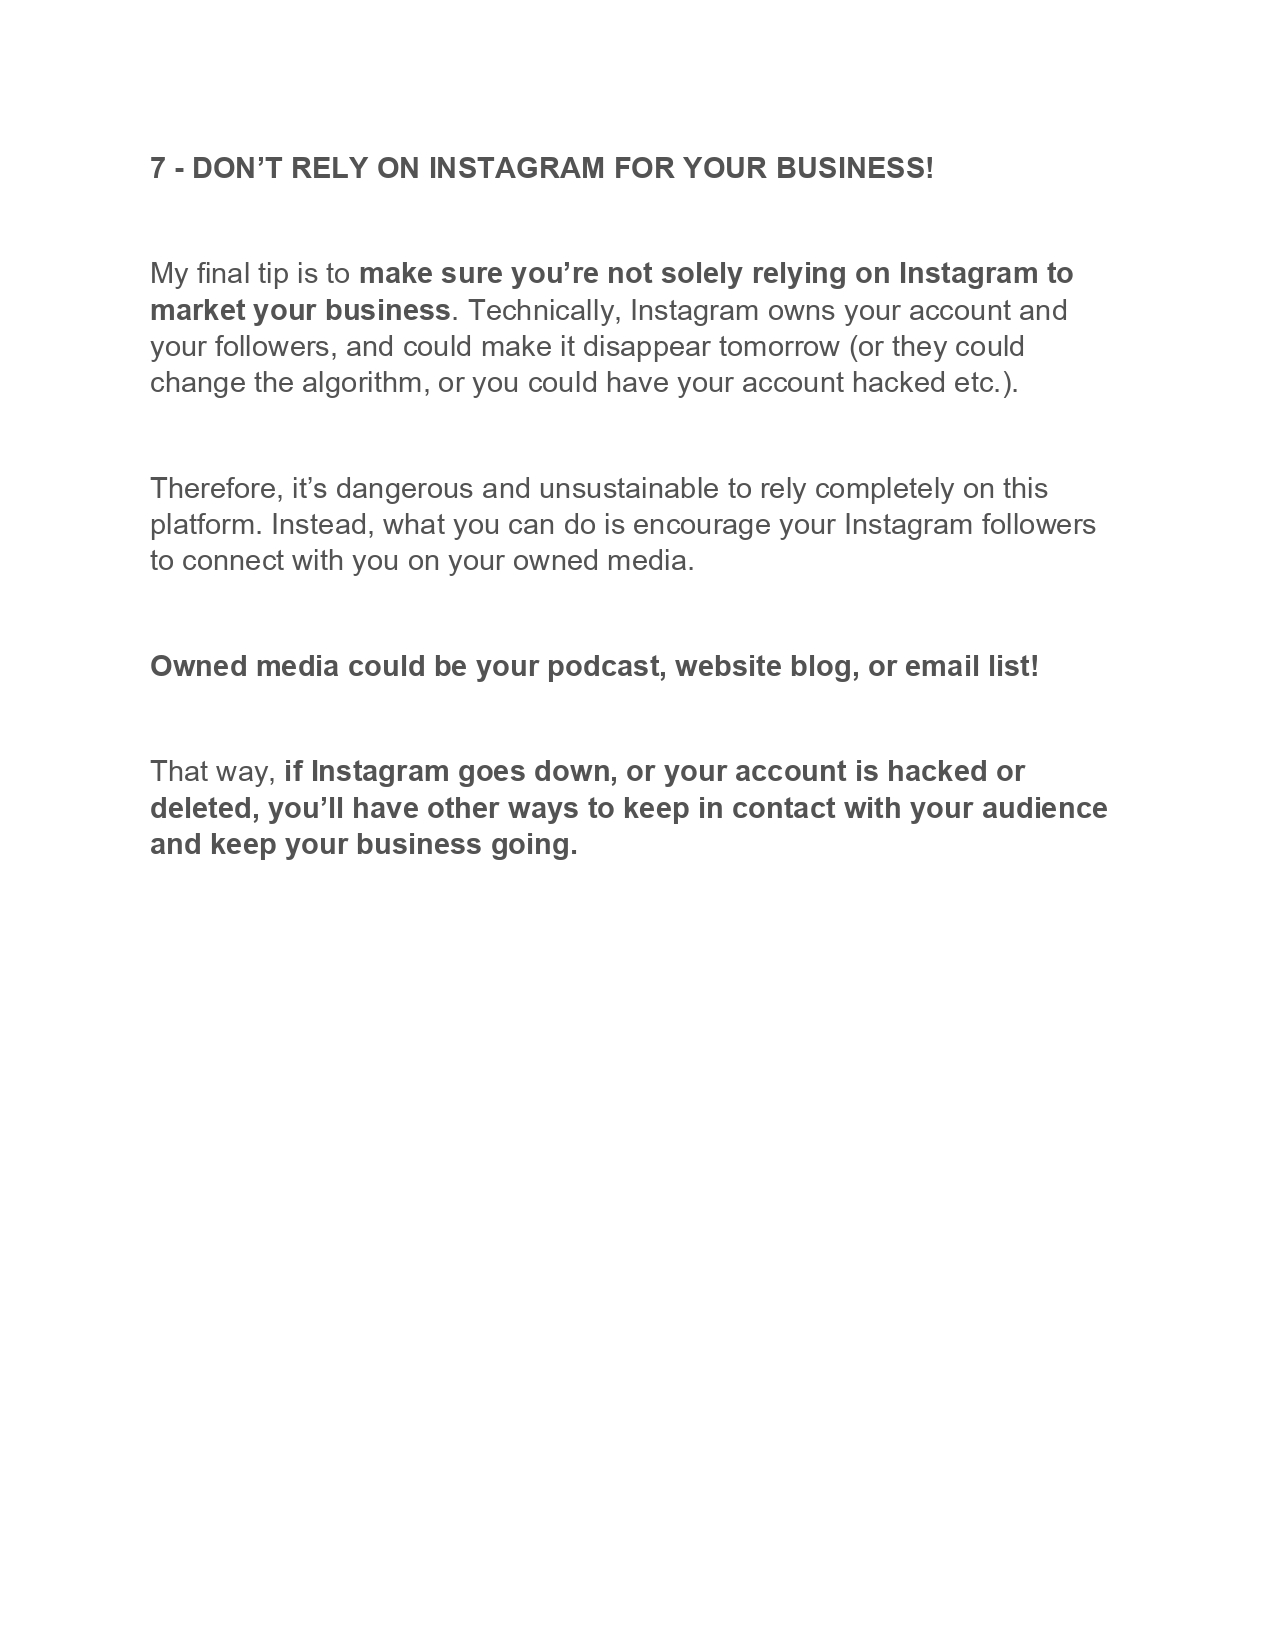 7 - DON’T RELY ON INSTAGRAM FOR YOUR BUSINESS!
My final tip is to make sure you’re not solely relying on Instagram to
market your business. Technically, Instagram owns your account and
your followers, and could make it disappear tomorrow (or they could
change the algorithm, or you could have your account hacked etc.).
Therefore, it’s dangerous and unsustainable to rely completely on this
platform. Instead, what you can do is encourage your Instagram followers
to connect with you on your owned media.
Owned media could be your podcast, website blog, or email list!
That way, if Instagram goes down, or your account is hacked or
deleted, you’ll have other ways to keep in contact with your audience
and keep your business going.